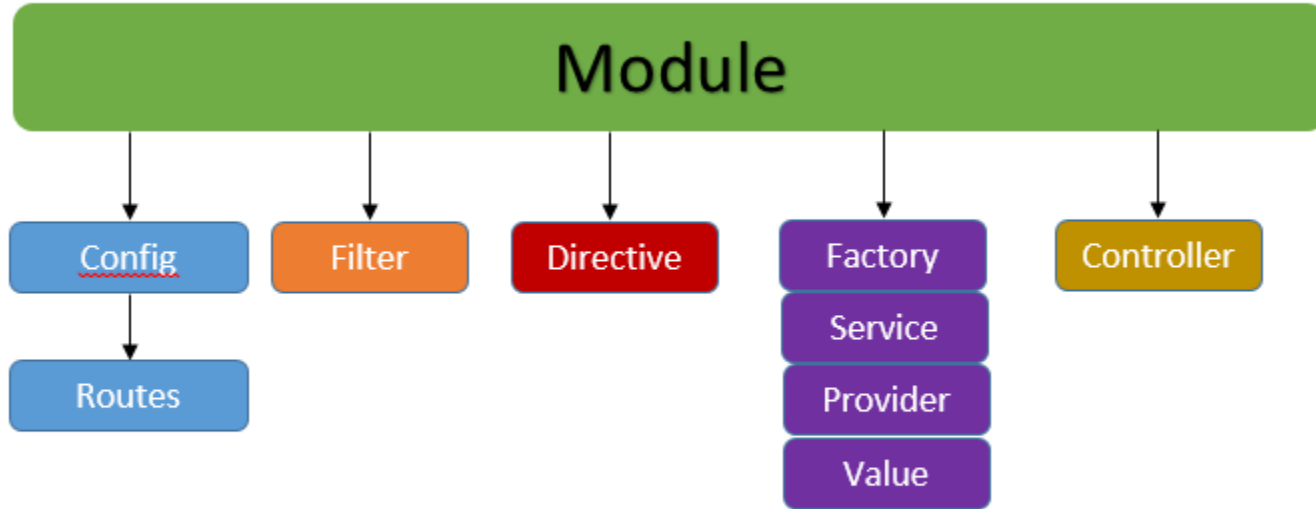 Module
Config
Filter
Directive
Factory
Controller
Service
Routes
Provider
Value